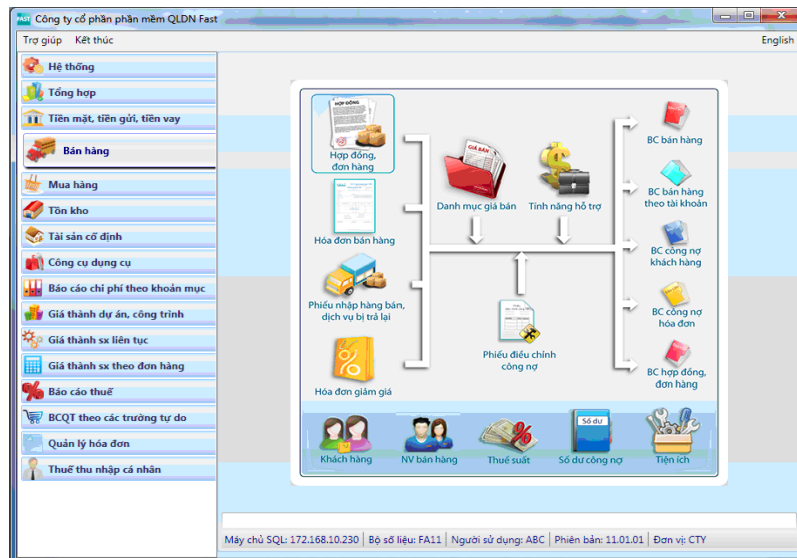 FAST Công ty cổ phần phần mềm QLDN Fast
Trợ giúp Kết thúc English
Hệ thống
Tổng hợp
Tiền mặt, tiền gửi, tiền vay
Bán hàng
Mua hàng
Tồn kho
Tài sản cố định
Công cụ dụng cụ
Báo cáo chi phí theo khoản mục
Giá thành dự án, công trình
Giá thành sx liên tục
Giá thành sx theo đơn hàng
Báo cáo thuế
BCQT theo các trường tự do
Quản lý hóa đơn
Thuế thu nhập cá nhân
HỢP ĐỒNG
Hợp đồng,
đơn hàng
Hóa đơn bán hàng
Phiếu nhập hàng bán,
dịch vụ bị trả lại
Hóa đơn giảm giá
GIÁ BÁN
Danh mục giá bán
Tính năng hỗ trợ
Phiếu điều chỉnh
công nợ
BC bán hàng
BC bán hàng
theo tài khoản
BC công nợ
khách hàng
BC công nợ
hóa đơn
BC hợp đồng,
đơn hàng
Khách hàng
NV bán hàng
Thuế suất
Số dư
Số dư công nợ
Tiện ích
Máy chủ SQL: 172.168.10.230 Bộ số liệu: FA11 Người sử dụng: ABC Phiên bản: 11.01.01 Đơn vị: CTY